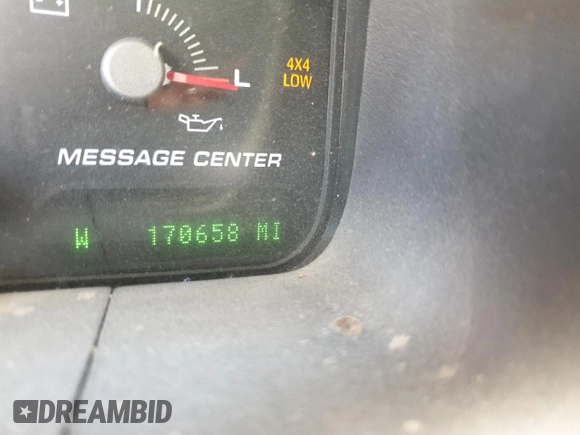 4X4
LOW
L
MESSAGE CENTER
W 170658 MI
DREAMBID